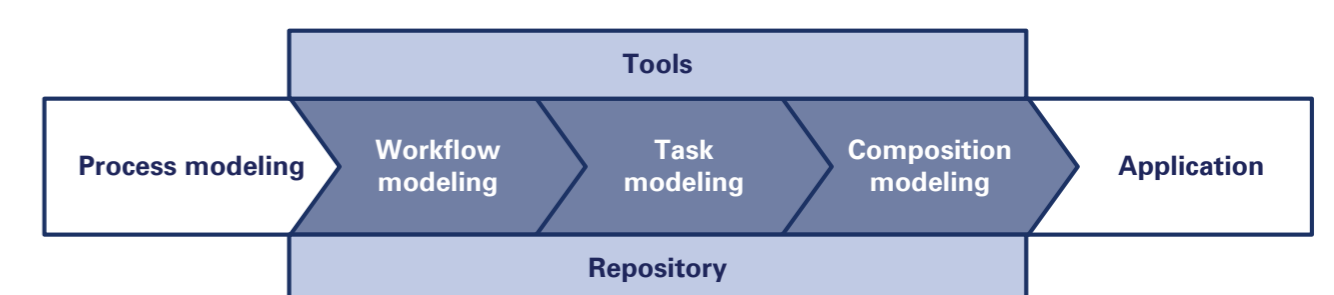 Tools
Process modeling
Workflow
modeling
Task
modeling
Composition
modeling
Application
Repository